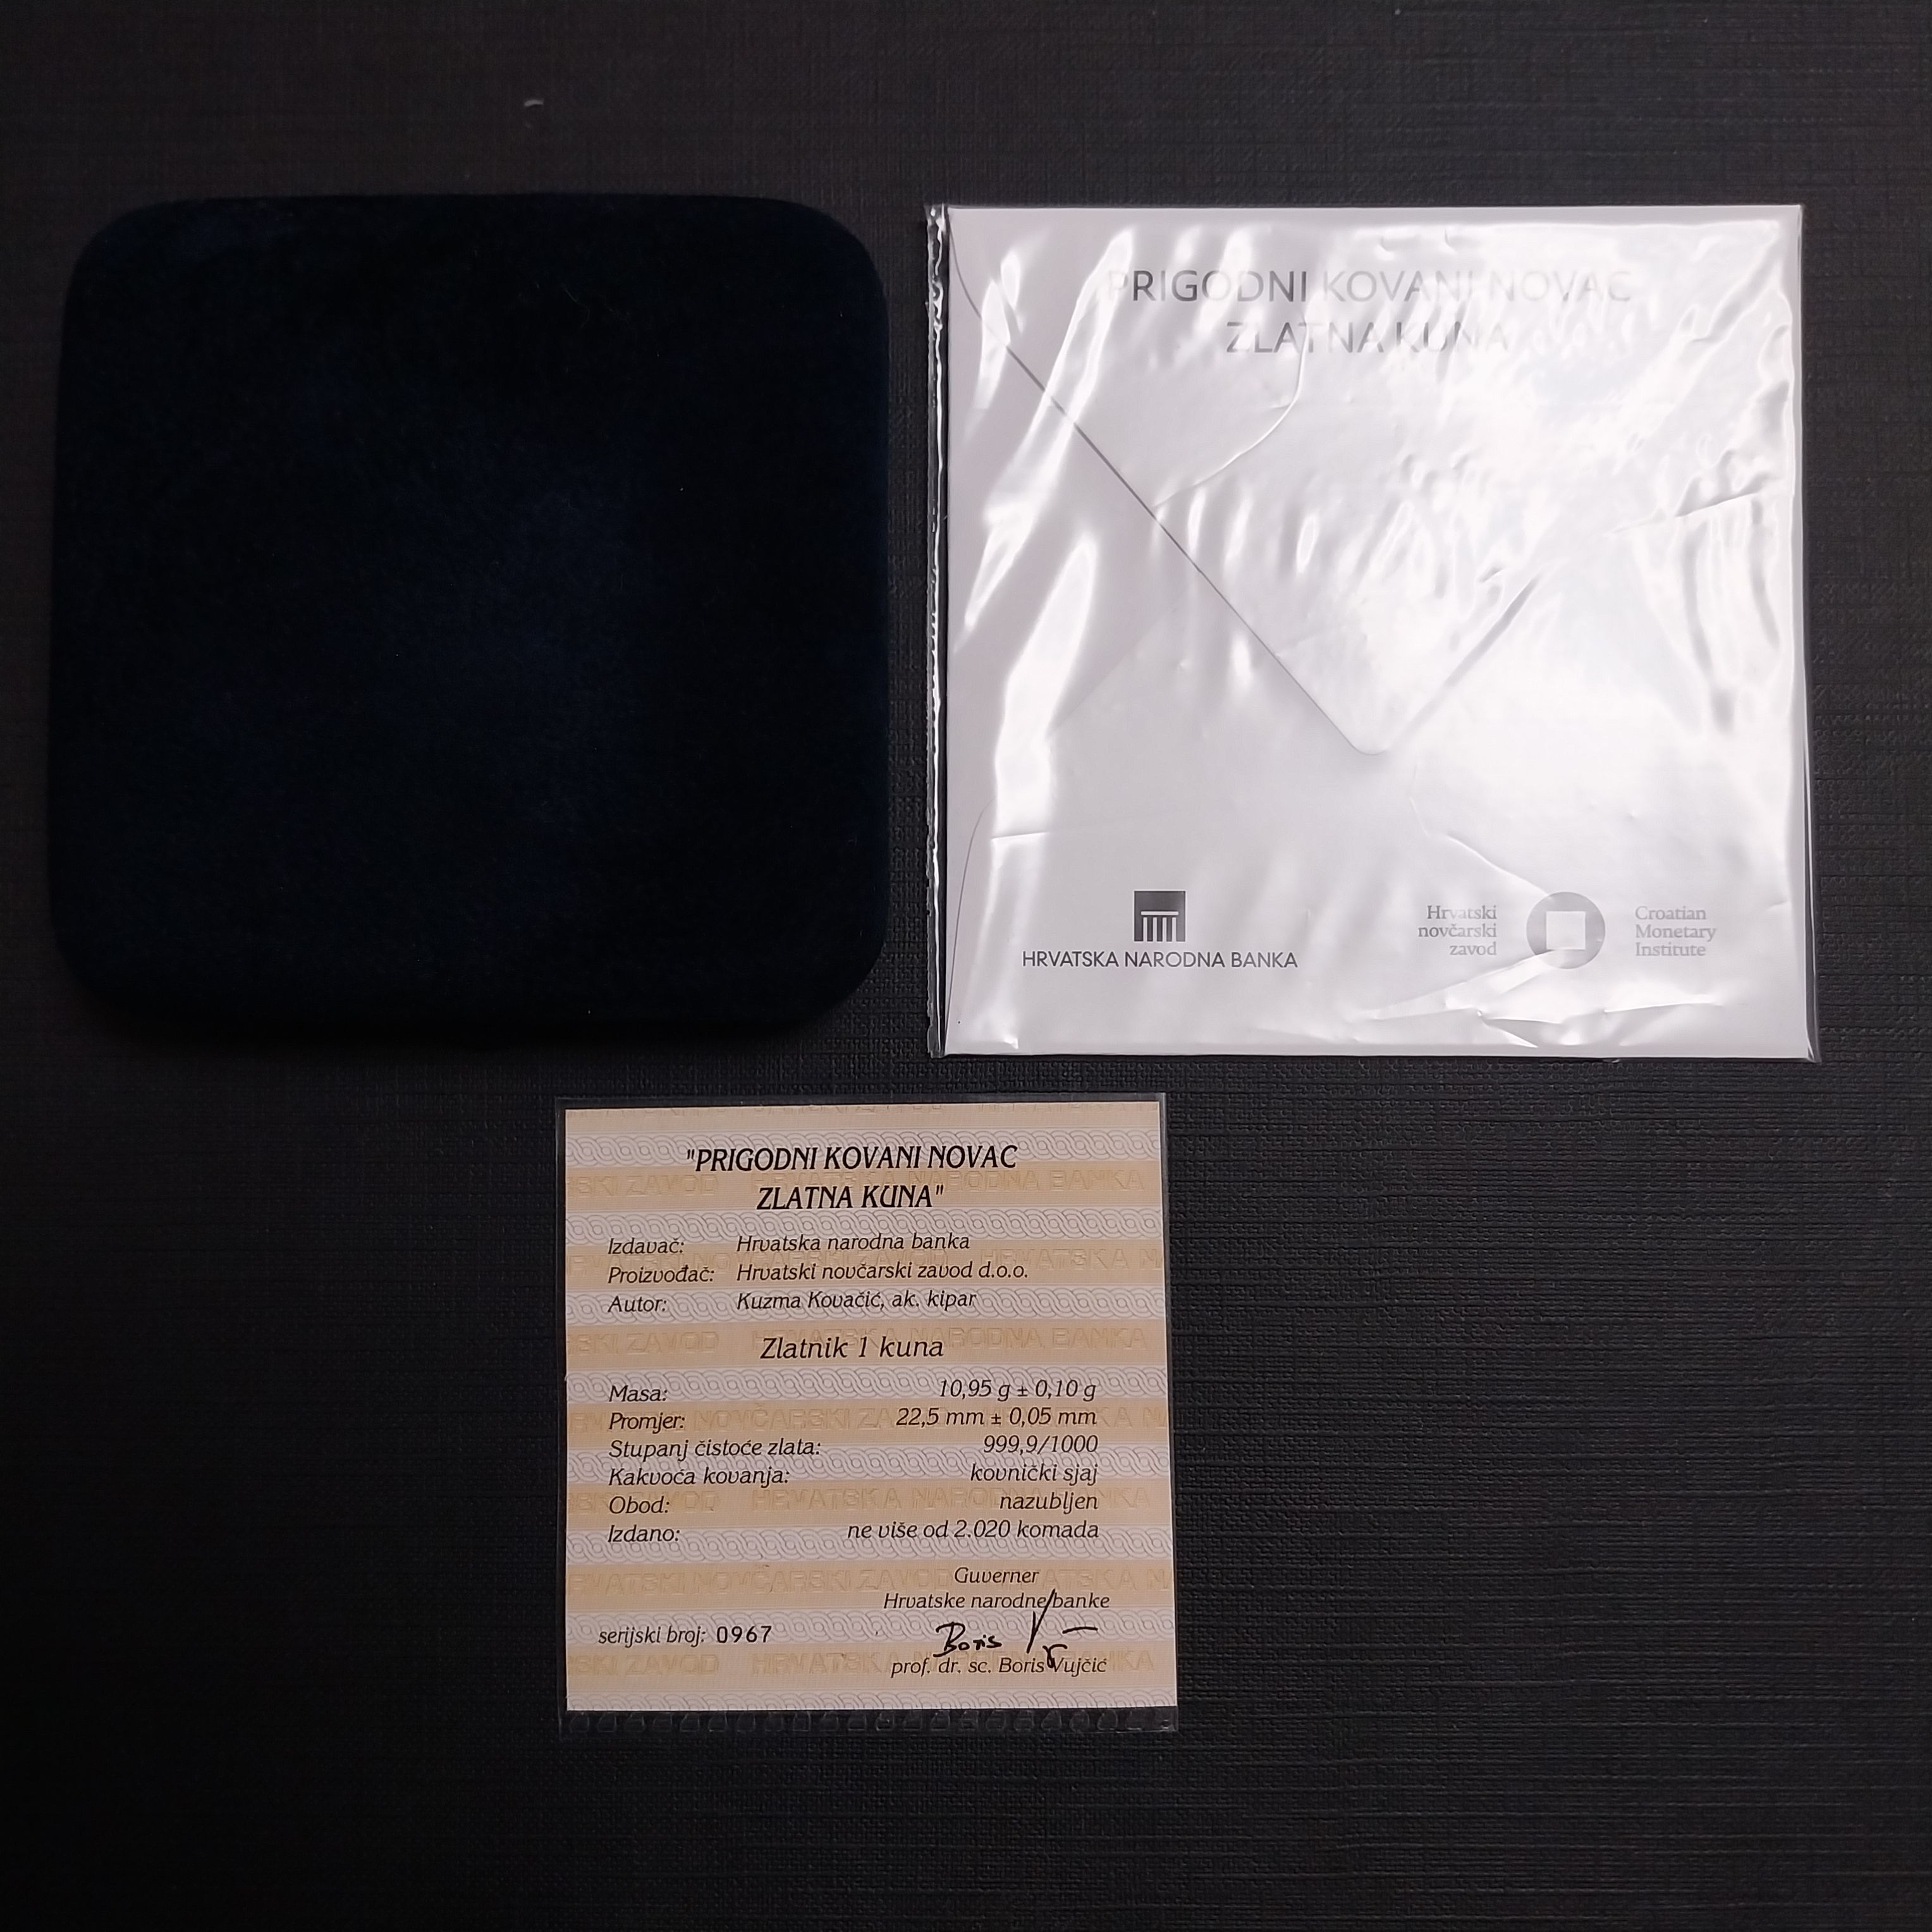 PRIGODNI KOVANI NOVAC
ZLATNA KUNA
HRVATSKA NARODNA BANKA
Hrvatski
novčarski
zavod
Croatian
Monetary
Institute
"PRIGODNI KOVANI NOVAC
ZLATNA KUNA"
Izdavač: Hrvatska narodna banka
Proizvođač: Hrvatski novčarski zavod d.o.o.
Autor: Kuzma Kovačić, ak. kipar
Zlatnik 1 kuna
Masa: 10,95 g ± 0,10 g
Promjer: 22,5 mm ± 0,05 mm
Stupanj čistoće zlata: 999,9/1000
Kakvoća kovanja: kovnički sjaj
Obod: nazubljen
Izdano: ne više od 2.020 komada
Guverner
Hrvatske narodne banke
serijski broj: 0967
Boris
prof. dr. sc. Boris Vujčić